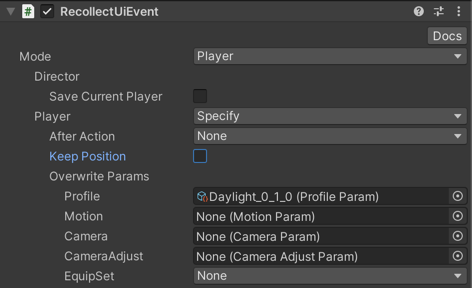 RecollectUiEvent
Docs
Mode Player
Director
Save Current Player
Player Specify
After Action None
Keep Position
Overwrite Params
Profile Daylight_0_1_0 (Profile Param)
Motion None (Motion Param)
Camera None (Camera Param)
CameraAdjust None (Camera Adjust Param)
EquipSet None